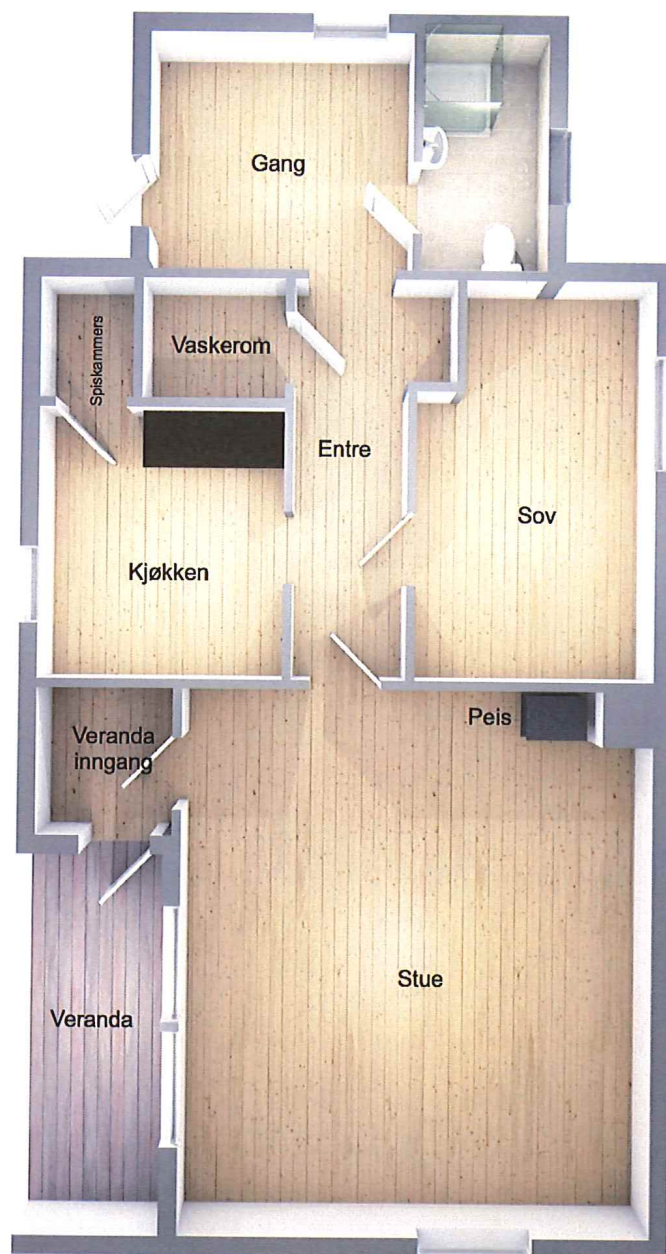 Gang
Vaskerom
Spiskammers
Entre
Sov
Kjøkken
Peis
Veranda
inngang
Stue
Veranda